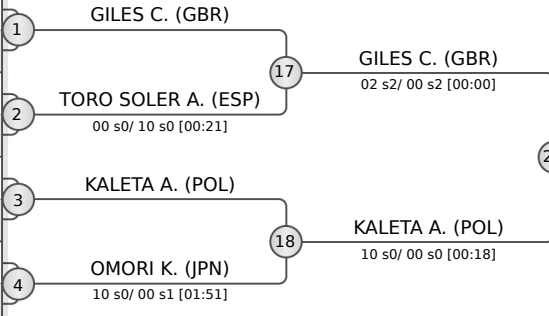 GILES C. (GBR)
1
17
GILES C. (GBR)
02 s2/ 00 s2 [00:00]
TORO SOLER A. (ESP)
2
00 s0/ 10 s0 [00:21]
KALETA A. (POL)
3
18
KALETA A. (POL)
10 s0/ 00 s0 [00:18]
OMORI K. (JPN)
4
10 s0/ 00 s1 [01:51]